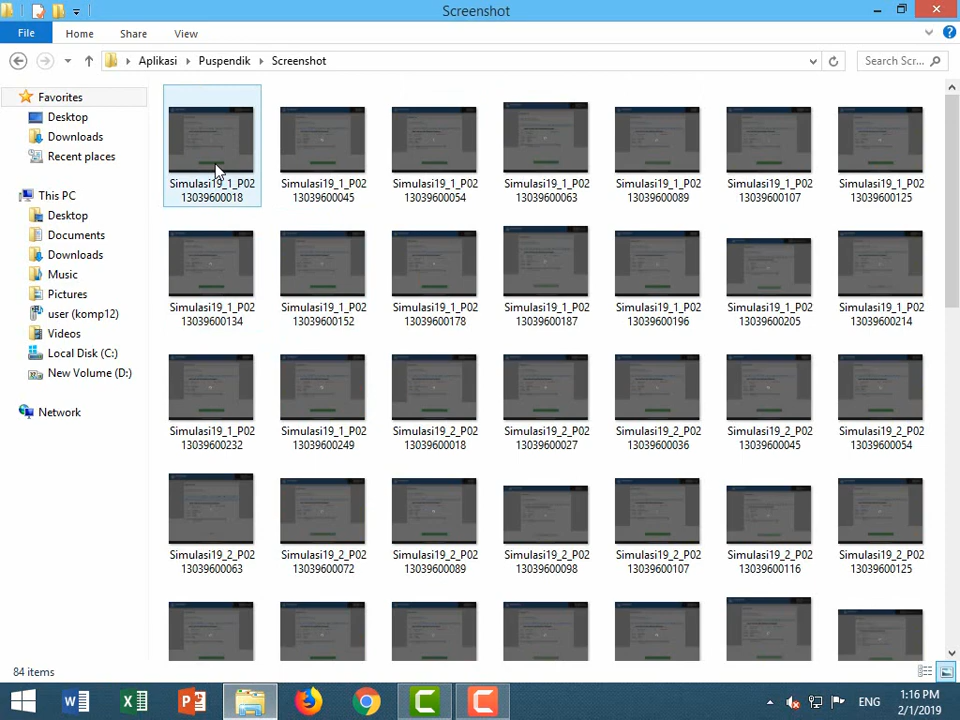 Screenshot
File
Home
Share
View
Aplikasi
Puspendik
Screenshot
Search Scr...
Favorites
Desktop
Downloads
Recent places
This PC
Desktop
Documents
Downloads
Music
Pictures
user (komp12)
Videos
Local Disk (C:)
New Volume (D:)
Network
Simulasi19_1_P02
13039600018
Simulasi19_1_P02
13039600045
Simulasi19_1_P02
13039600054
Simulasi19_1_P02
13039600063
Simulasi19_1_P02
13039600089
Simulasi19_1_P02
13039600107
Simulasi19_1_P02
13039600125
Simulasi19_1_P02
13039600134
Simulasi19_1_P02
13039600152
Simulasi19_1_P02
13039600178
Simulasi19_1_P02
13039600187
Simulasi19_1_P02
13039600196
Simulasi19_1_P02
13039600205
Simulasi19_1_P02
13039600214
Simulasi19_1_P02
13039600232
Simulasi19_1_P02
13039600249
Simulasi19_2_P02
13039600018
Simulasi19_2_P02
13039600027
Simulasi19_2_P02
13039600036
Simulasi19_2_P02
13039600045
Simulasi19_2_P02
13039600054
Simulasi19_2_P02
13039600063
Simulasi19_2_P02
13039600072
Simulasi19_2_P02
13039600089
Simulasi19_2_P02
13039600098
Simulasi19_2_P02
13039600107
Simulasi19_2_P02
13039600116
Simulasi19_2_P02
13039600125
84 items
ENG
1:16 PM
2/1/2019